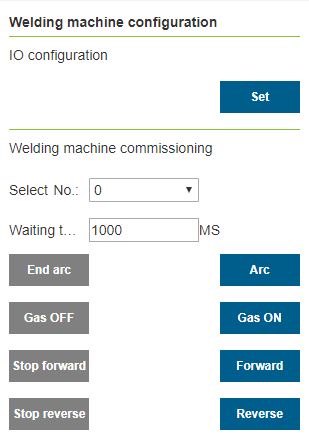 Welding machine configuration
IO configuration
Set
Welding machine commissioning
Select No.: 0
Waiting t... 1000 MS
End arc Arc
Gas OFF Gas ON
Stop forward Forward
Stop reverse Reverse